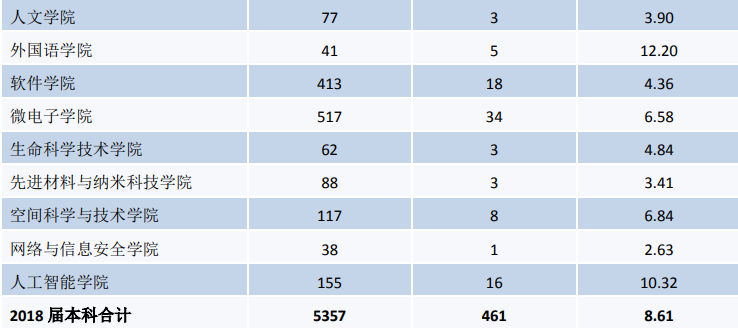 人文学院 77 3 3.90
外国语学院 41 5 12.20
软件学院 413 18 4.36
微电子学院 517 34 6.58
生命科学技术学院 62 3 4.84
先进材料与纳米科技学院 88 3 3.41
空间科学与技术学院 117 8 6.84
网络与信息安全学院 38 1 2.63
人工智能学院 155 16 10.32
2018 届本科合计 5357 461 8.61